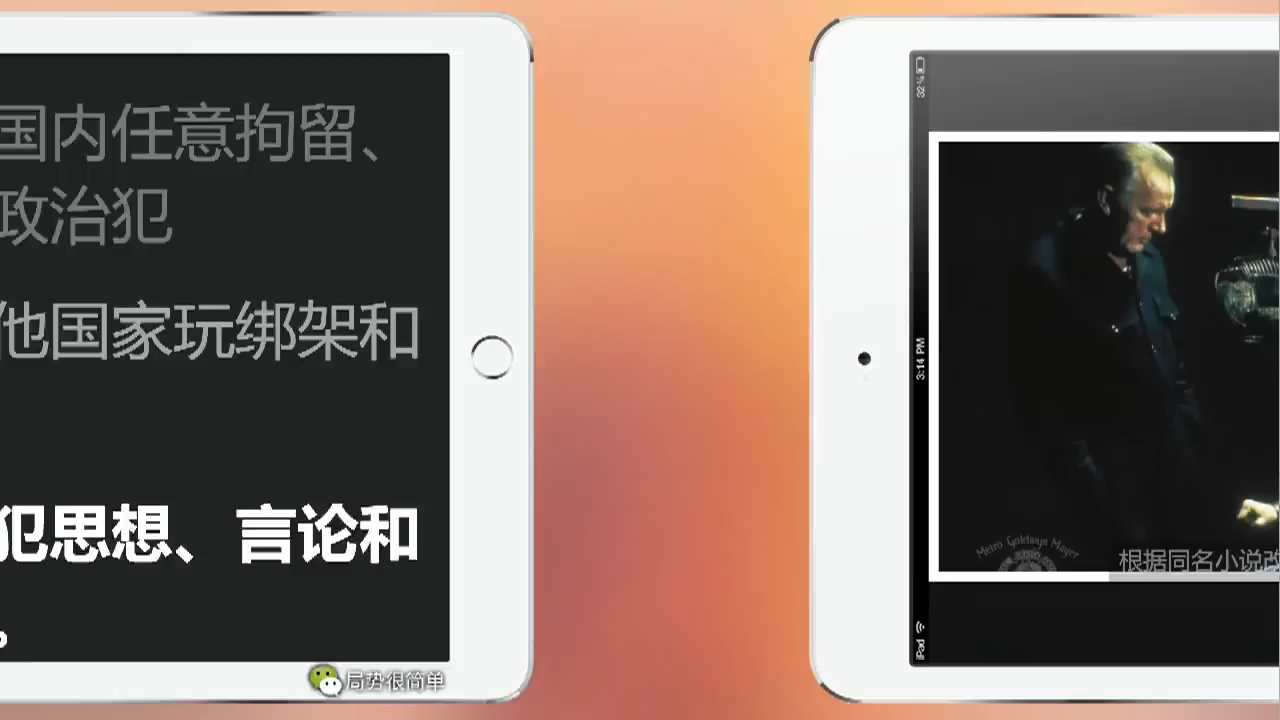 国内任意拘留、
政治犯
他国家玩绑架和
犯思想、言论和
。
局势很简单
32%
3:14 PM
iPad
Metro Goldwyn Mayer
根据同名小说改